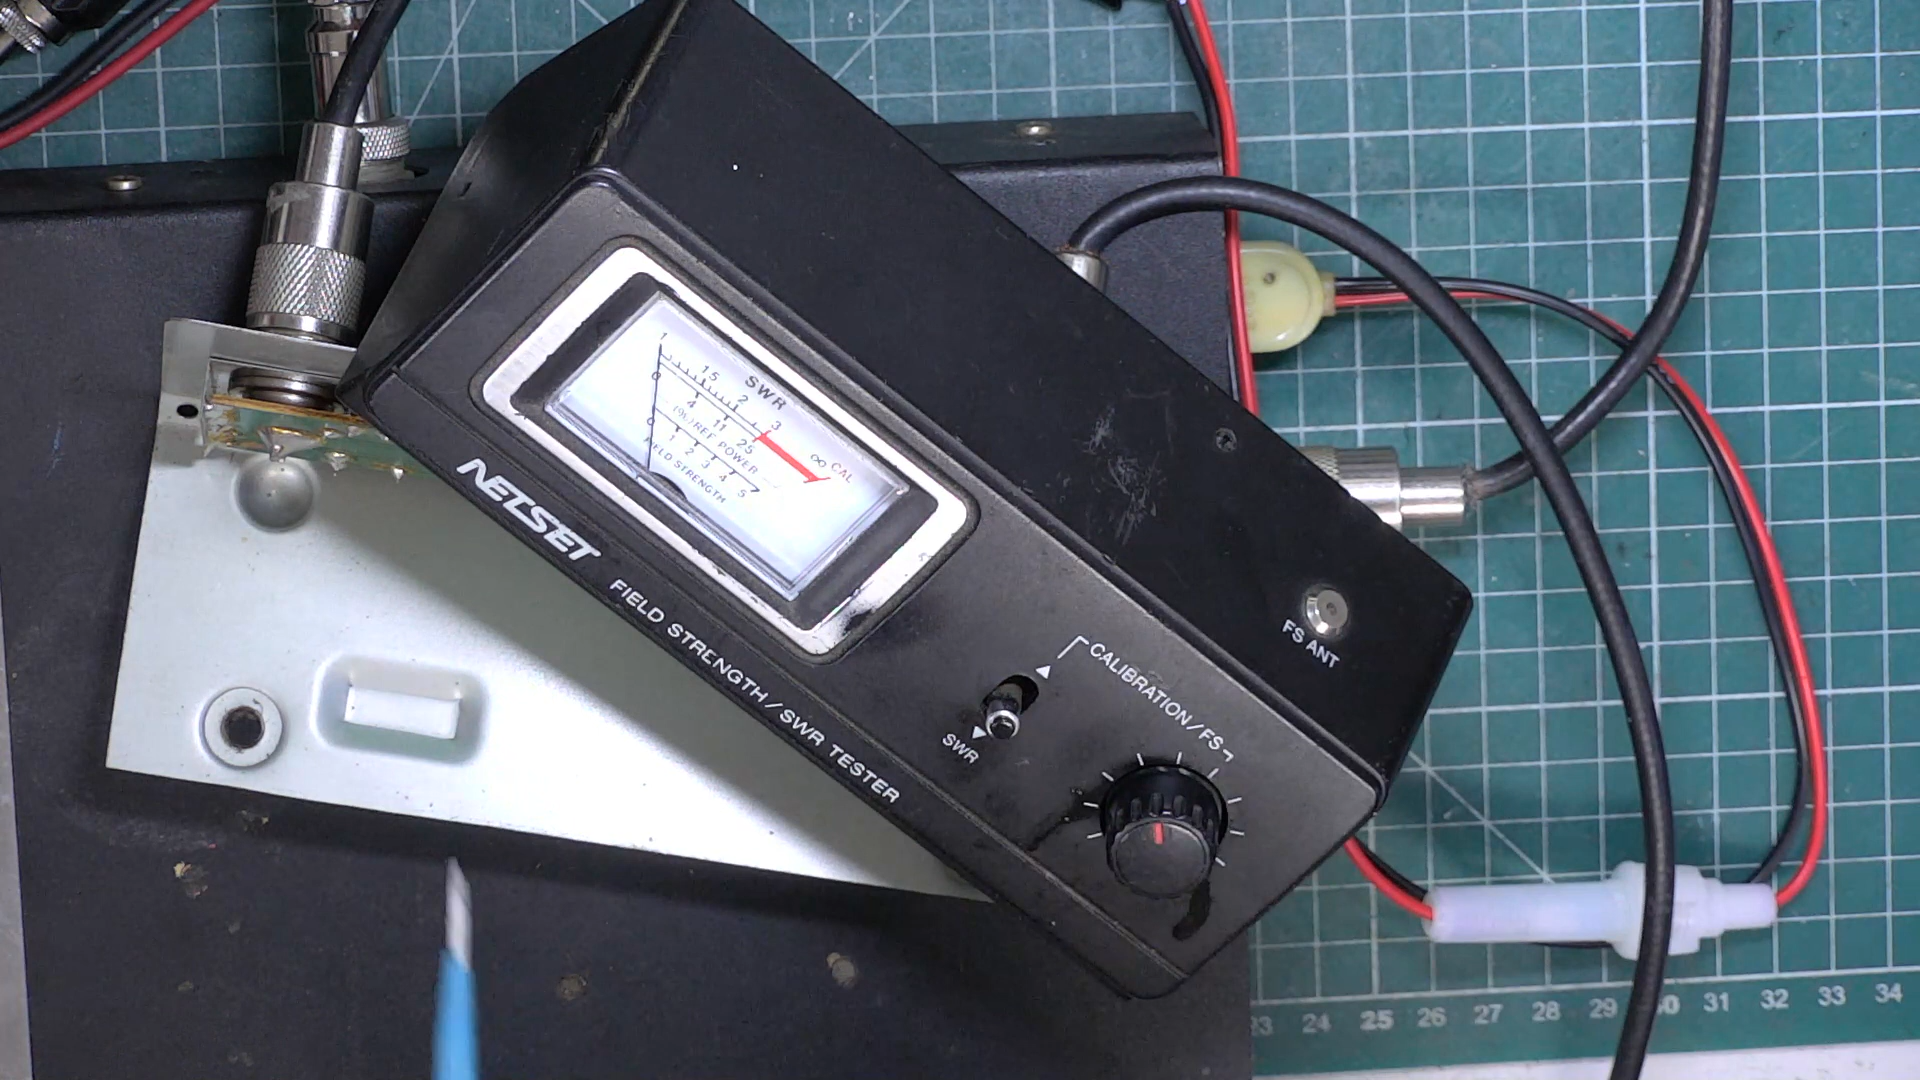 SWR
1 1.5 2 3 ∞ CAL
0 4 11 25
(%) REF POWER
0 1 2 3 4 5
FIELD STRENGTH
NETSET
FIELD STRENGTH / SWR TESTER
SWR
CALIBRATION / FS
FS ANT
23 24 25 26 27 28 29 30 31 32 33 34